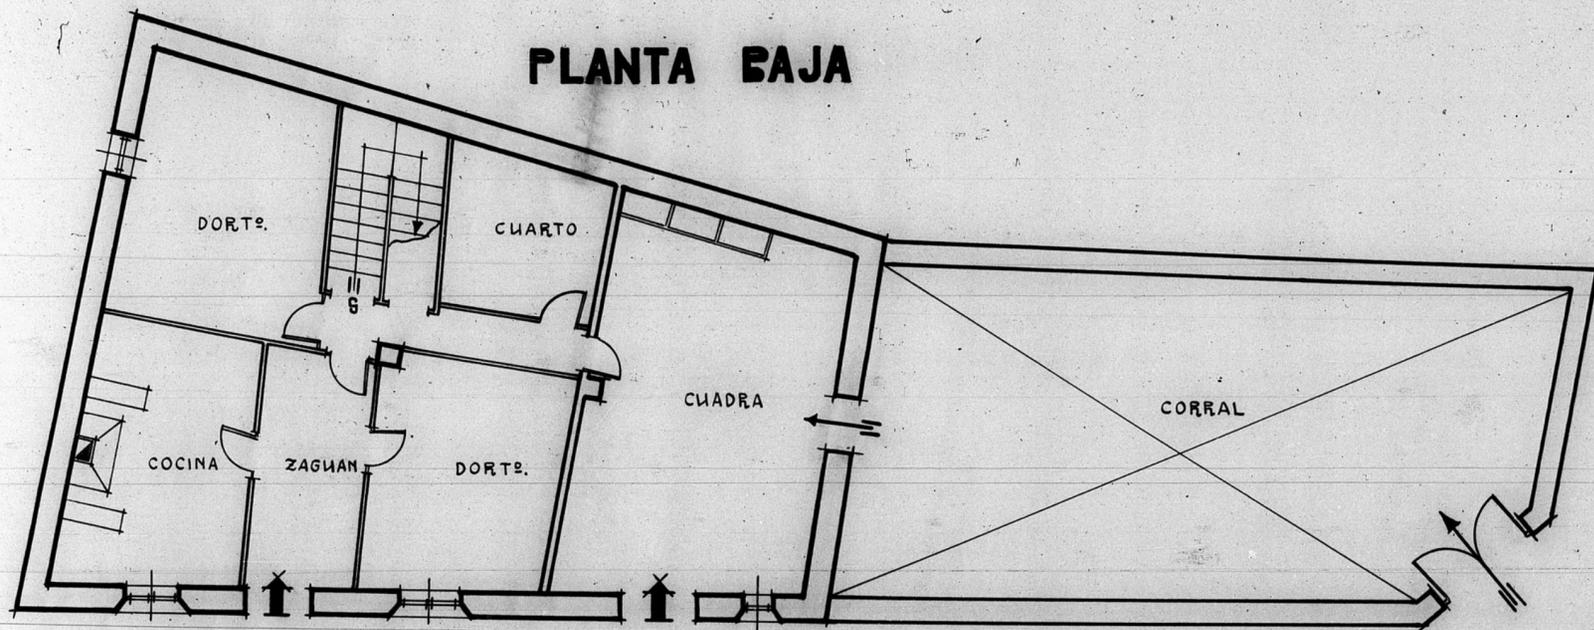 PLANTA BAJA
DORTº.
CUARTO
CUADRA
CORRAL
COCINA
ZAGUAN
DORTº.